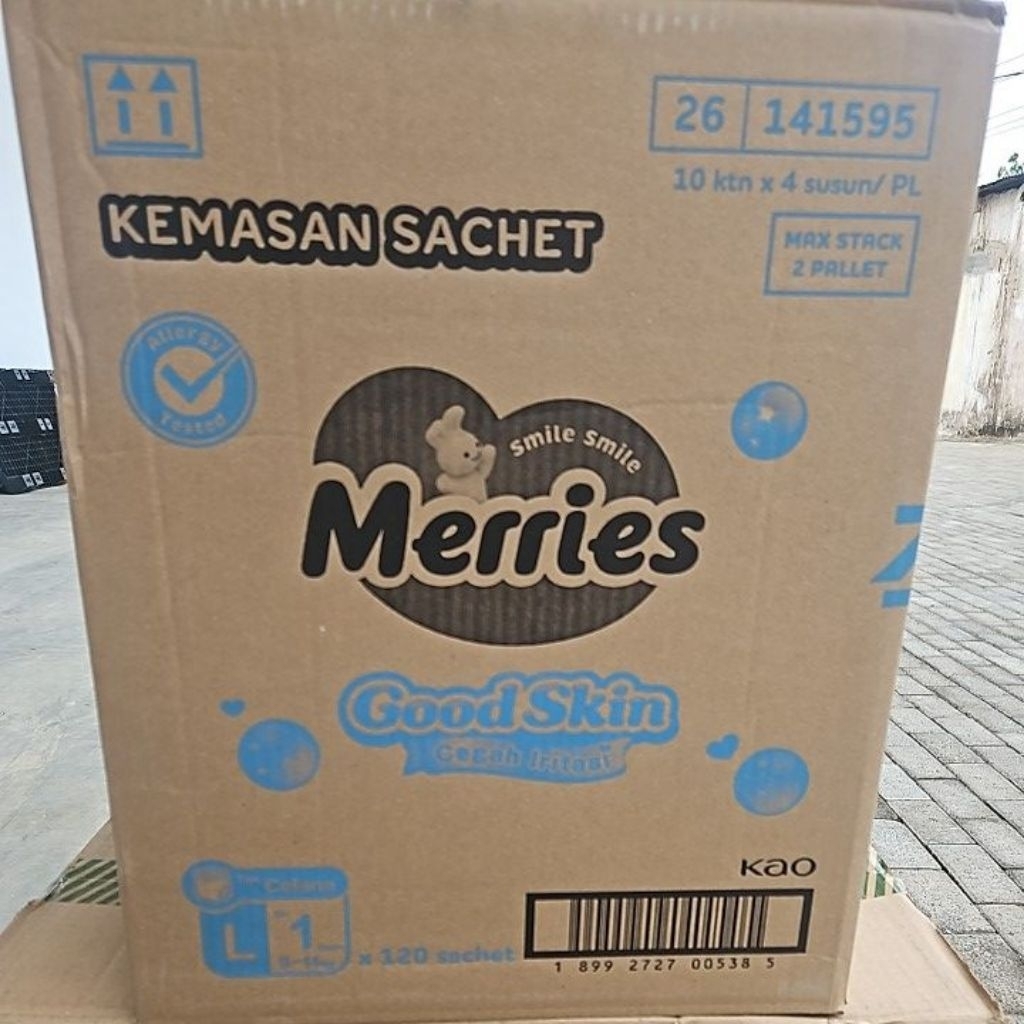 26 141595
10 ktn x 4 susun/ PL
KEMASAN SACHET
MAX STACK
2 PALLET
Allergy
Tested
Smile Smile
Merries
Good Skin
Cegah Iritasi
Kao
Tipe Celana
L
1
x 120 sachet
1 899 2727 00538 5